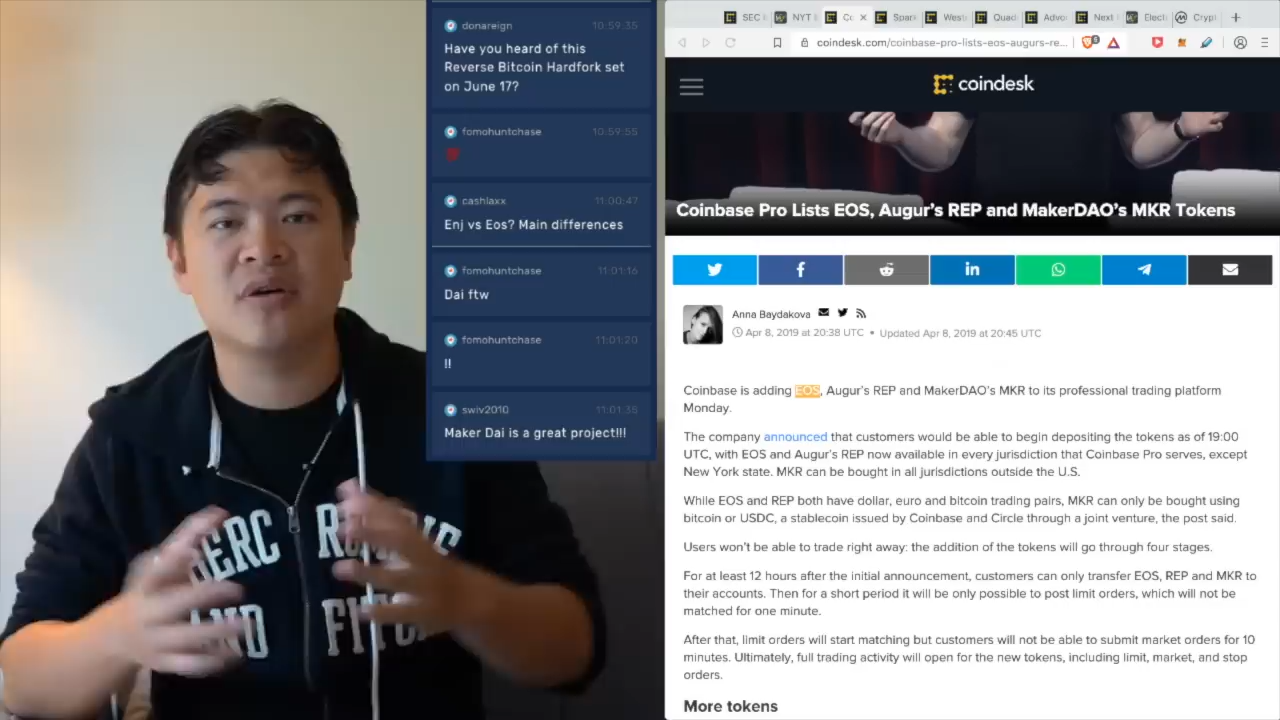 donareign 10:59:35
Have you heard of this
Reverse Bitcoin Hardfork set
on June 17?
fomohuntchase 10:59:55
cashlaxx 11:00:47
Enj vs Eos? Main differences
fomohuntchase 11:01:16
Dai ftw
fomohuntchase 11:01:20
!!
swiv2010 11:01:35
Maker Dai is a great project!!!
SEC
NYT
Spark
West
Quad
Advo
Next
Elect
Crypt
coindesk.com/coinbase-pro-lists-eos-augurs-re...
coindesk
Coinbase Pro Lists EOS, Augur's REP and MakerDAO's MKR Tokens
Anna Baydakova
Apr 8, 2019 at 20:38 UTC • Updated Apr 8, 2019 at 20:45 UTC
Coinbase is adding EOS, Augur's REP and MakerDAO's MKR to its professional trading platform
Monday.
The company announced that customers would be able to begin depositing the tokens as of 19:00
UTC, with EOS and Augur's REP now available in every jurisdiction that Coinbase Pro serves, except
New York state. MKR can be bought in all jurisdictions outside the U.S.
While EOS and REP both have dollar, euro and bitcoin trading pairs, MKR can only be bought using
bitcoin or USDC, a stablecoin issued by Coinbase and Circle through a joint venture, the post said.
Users won't be able to trade right away: the addition of the tokens will go through four stages.
For at least 12 hours after the initial announcement, customers can only transfer EOS, REP and MKR to
their accounts. Then for a short period it will be only possible to post limit orders, which will not be
matched for one minute.
After that, limit orders will start matching but customers will not be able to submit market orders for 10
minutes. Ultimately, full trading activity will open for the new tokens, including limit, market, and stop
orders.
More tokens
ERC
AND FITC